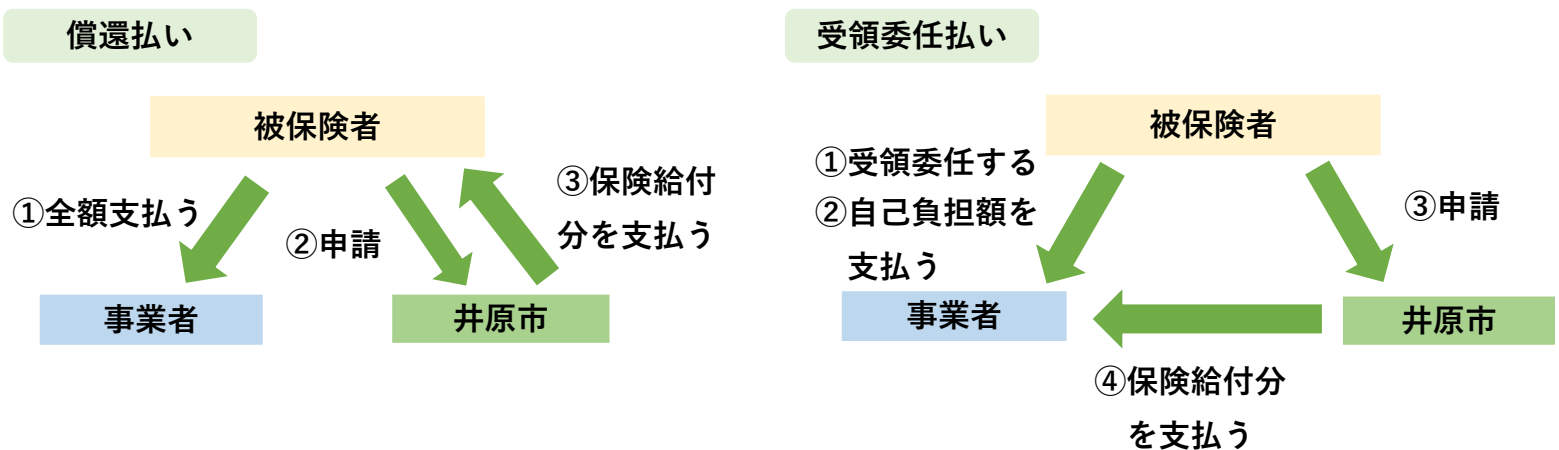 償還払い
被保険者
①全額支払う
②申請
③保険給付
分を支払う
事業者
井原市
受領委任払い
被保険者
①受領委任する
②自己負担額を
支払う
③申請
事業者
井原市
④保険給付分
を支払う